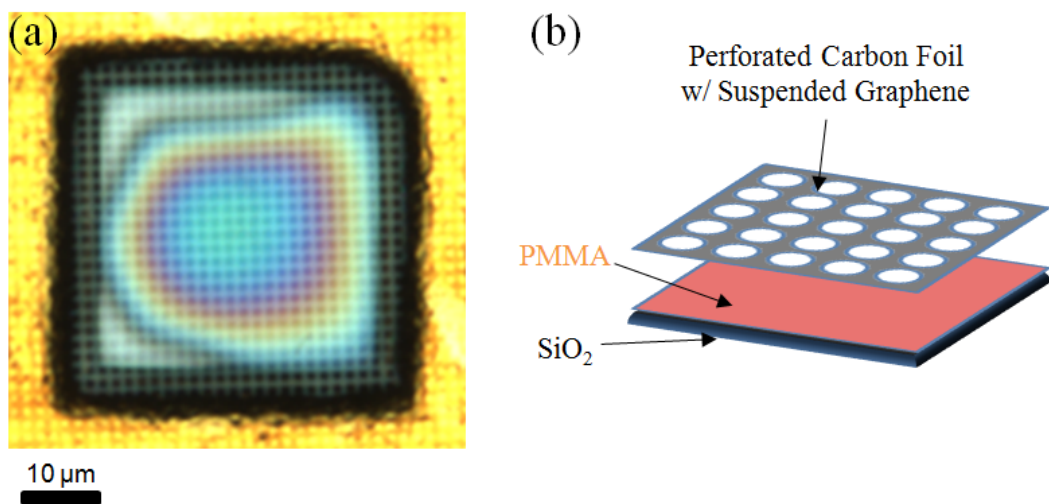 (a)
(b)
Perforated Carbon Foil
w/ Suspended Graphene
PMMA
SiO₂
10 µm